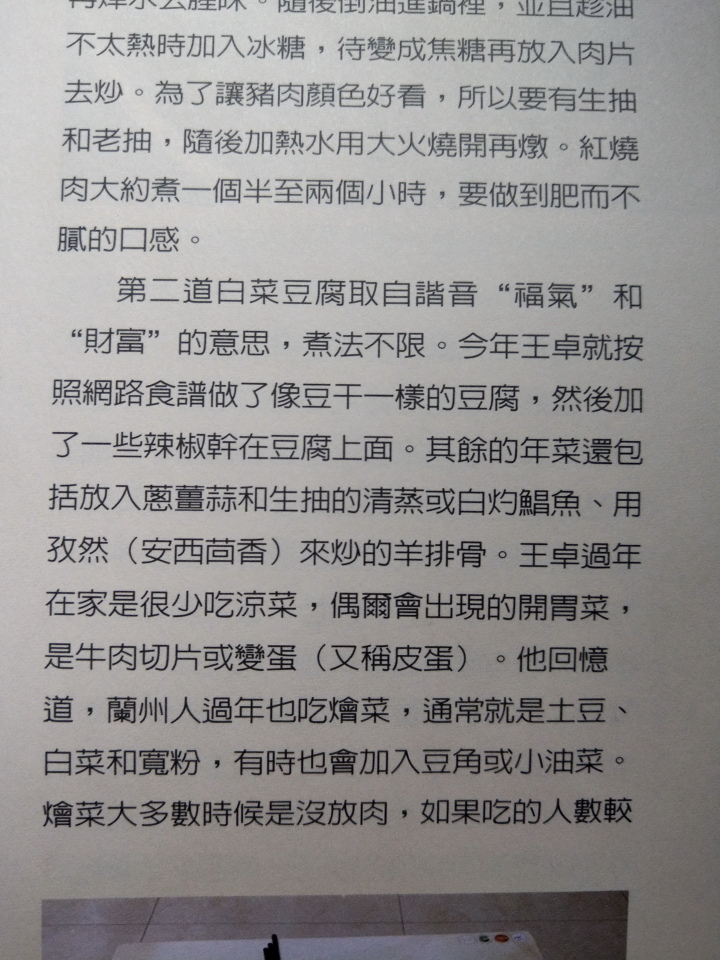 再焯水去腥味。隨後倒油進鍋裡，並且趁油
不太熱時加入冰糖，待變成焦糖再放入肉片
去炒。為了讓豬肉顏色好看，所以要有生抽
和老抽，隨後加熱水用大火燒開再燉。紅燒
肉大約煮一個半至兩個小時，要做到肥而不
膩的口感。
第二道白菜豆腐取自諧音“福氣”和
“財富”的意思，煮法不限。今年王卓就按
照網路食譜做了像豆干一樣的豆腐，然後加
了一些辣椒幹在豆腐上面。其餘的年菜還包
括放入蔥薑蒜和生抽的清蒸或白灼鯧魚、用
孜然（安西茴香）來炒的羊排骨。王卓過年
在家是很少吃涼菜，偶爾會出現的開胃菜，
是牛肉切片或變蛋（又稱皮蛋）。他回憶
道，蘭州人過年也吃燴菜，通常就是土豆、
白菜和寬粉，有時也會加入豆角或小油菜。
燴菜大多數時候是沒放肉，如果吃的人數較